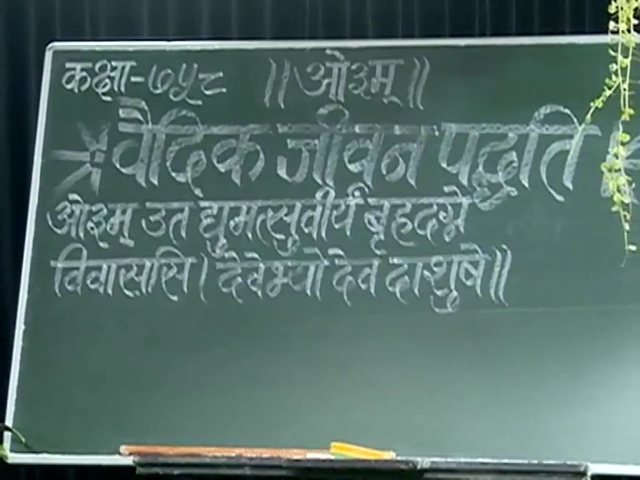 कक्षा-७५८ ॥ओ३म्॥
वैदिक जीवन पद्धति
ओ३म् उत द्युमत्सुवीर्यं बृहदग्ने
विवाससि। देवेभ्यो देव दाशुषे॥